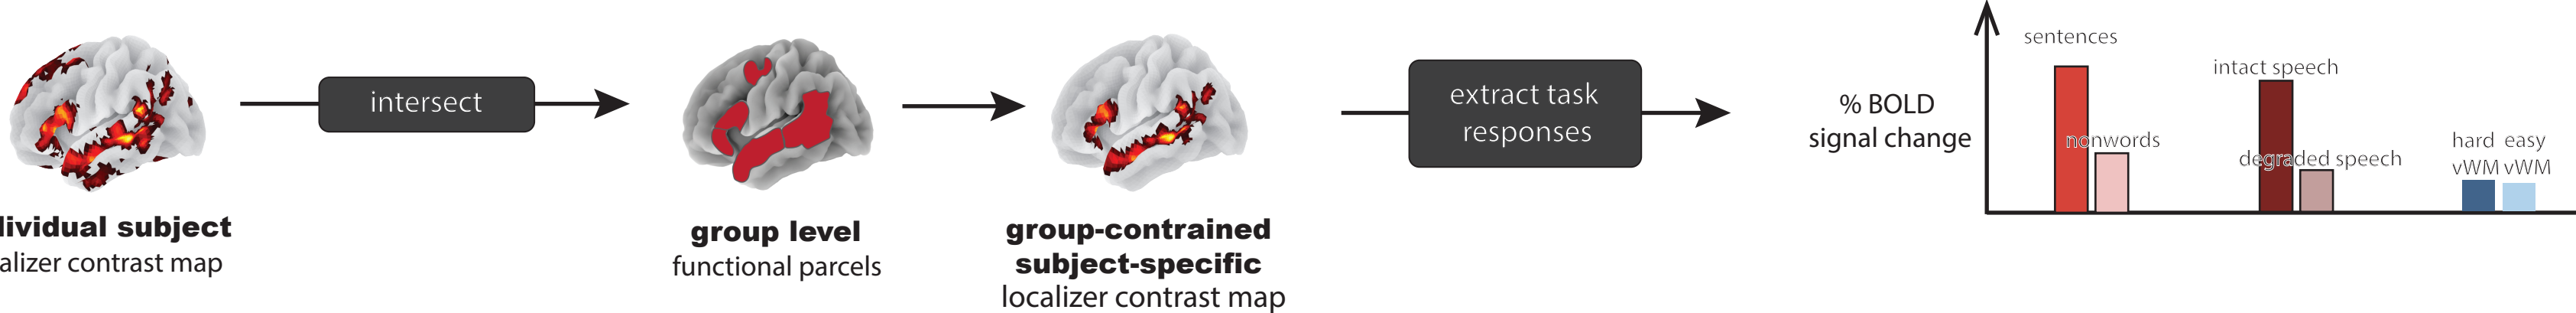 dividual subject
alizer contrast map
intersect
group level
functional parcels
group-contrained
subject-specific
localizer contrast map
extract task
responses
% BOLD
signal change
sentences
nonwords
intact speech
degraded speech
hard easy
vWM vWM